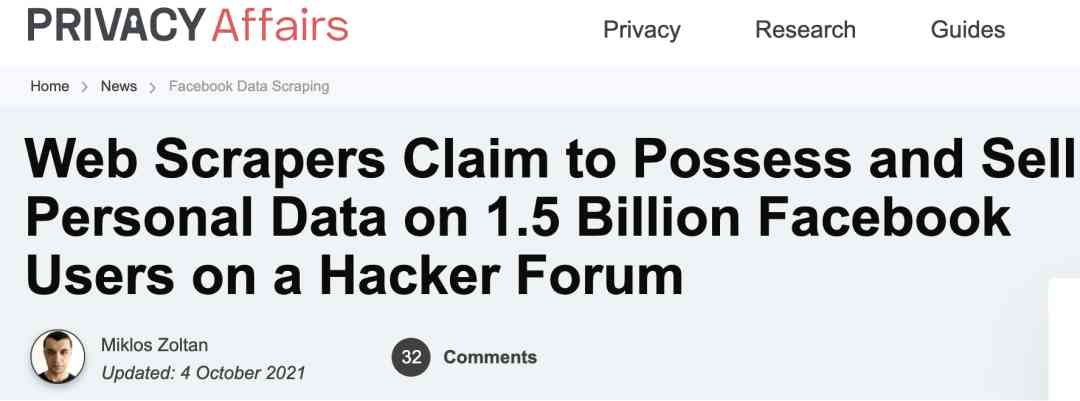 PRIVACY Affairs
Privacy Research Guides
Home > News > Facebook Data Scraping
Web Scrapers Claim to Possess and Sell
Personal Data on 1.5 Billion Facebook
Users on a Hacker Forum
Miklos Zoltan
32 Comments
Updated: 4 October 2021